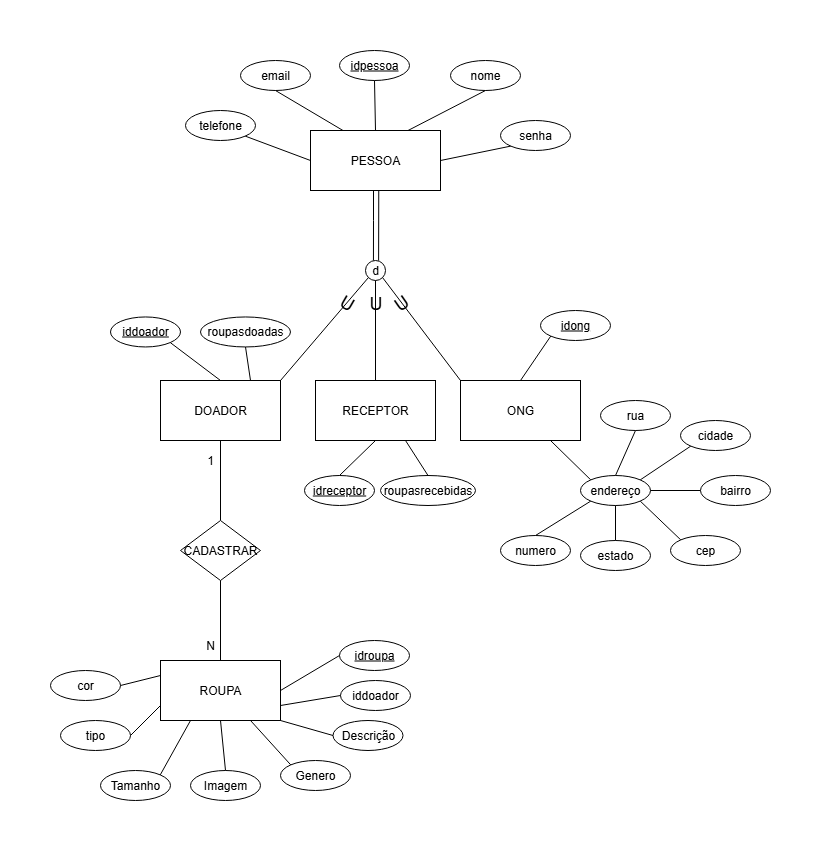 idpessoa
email
nome
telefone
senha
PESSOA
d
U U U
idong
iddoador
roupasdoadas
DOADOR
RECEPTOR
ONG
rua
cidade
1
idreceptor
roupasrecebidas
endereço
bairro
CADASTRAR
numero
estado
cep
N
idroupa
cor
ROUPA
iddoador
tipo
Descrição
Tamanho
Imagem
Genero